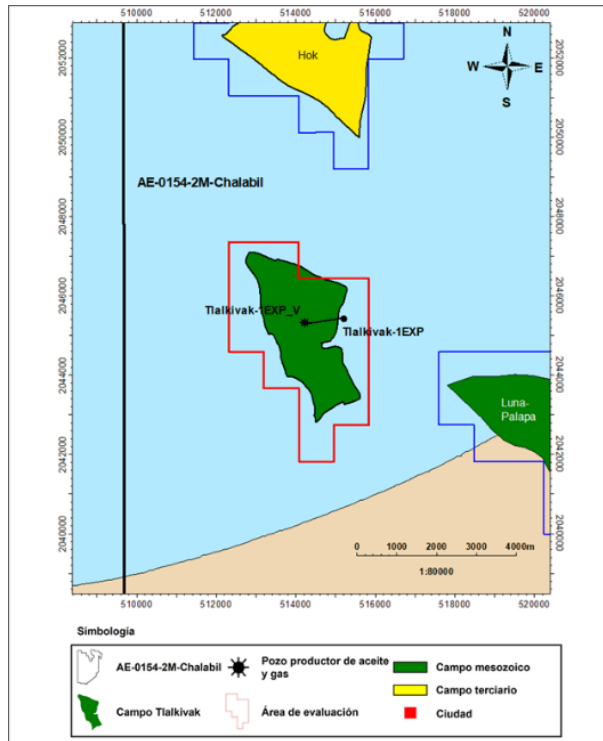 510000 512000 514000 516000 518000 520000
2052000
2052000
Hok
N
W E
S
2050000
2050000
AE-0154-2M-Chalabil
2048000
2048000
2046000
2046000
Tlalkivak-1EXP_V
Tlalkivak-1EXP
2044000
2044000
Luna-
Palapa
2042000
2042000
2040000
2040000
0 1000 2000 3000 4000m
1:80000
510000 512000 514000 516000 518000 520000
Simbología
AE-0154-2M-Chalabil
Pozo productor de aceite
y gas
Campo mesozoico
Campo terciario
Campo Tlalkivak
Área de evaluación
Ciudad